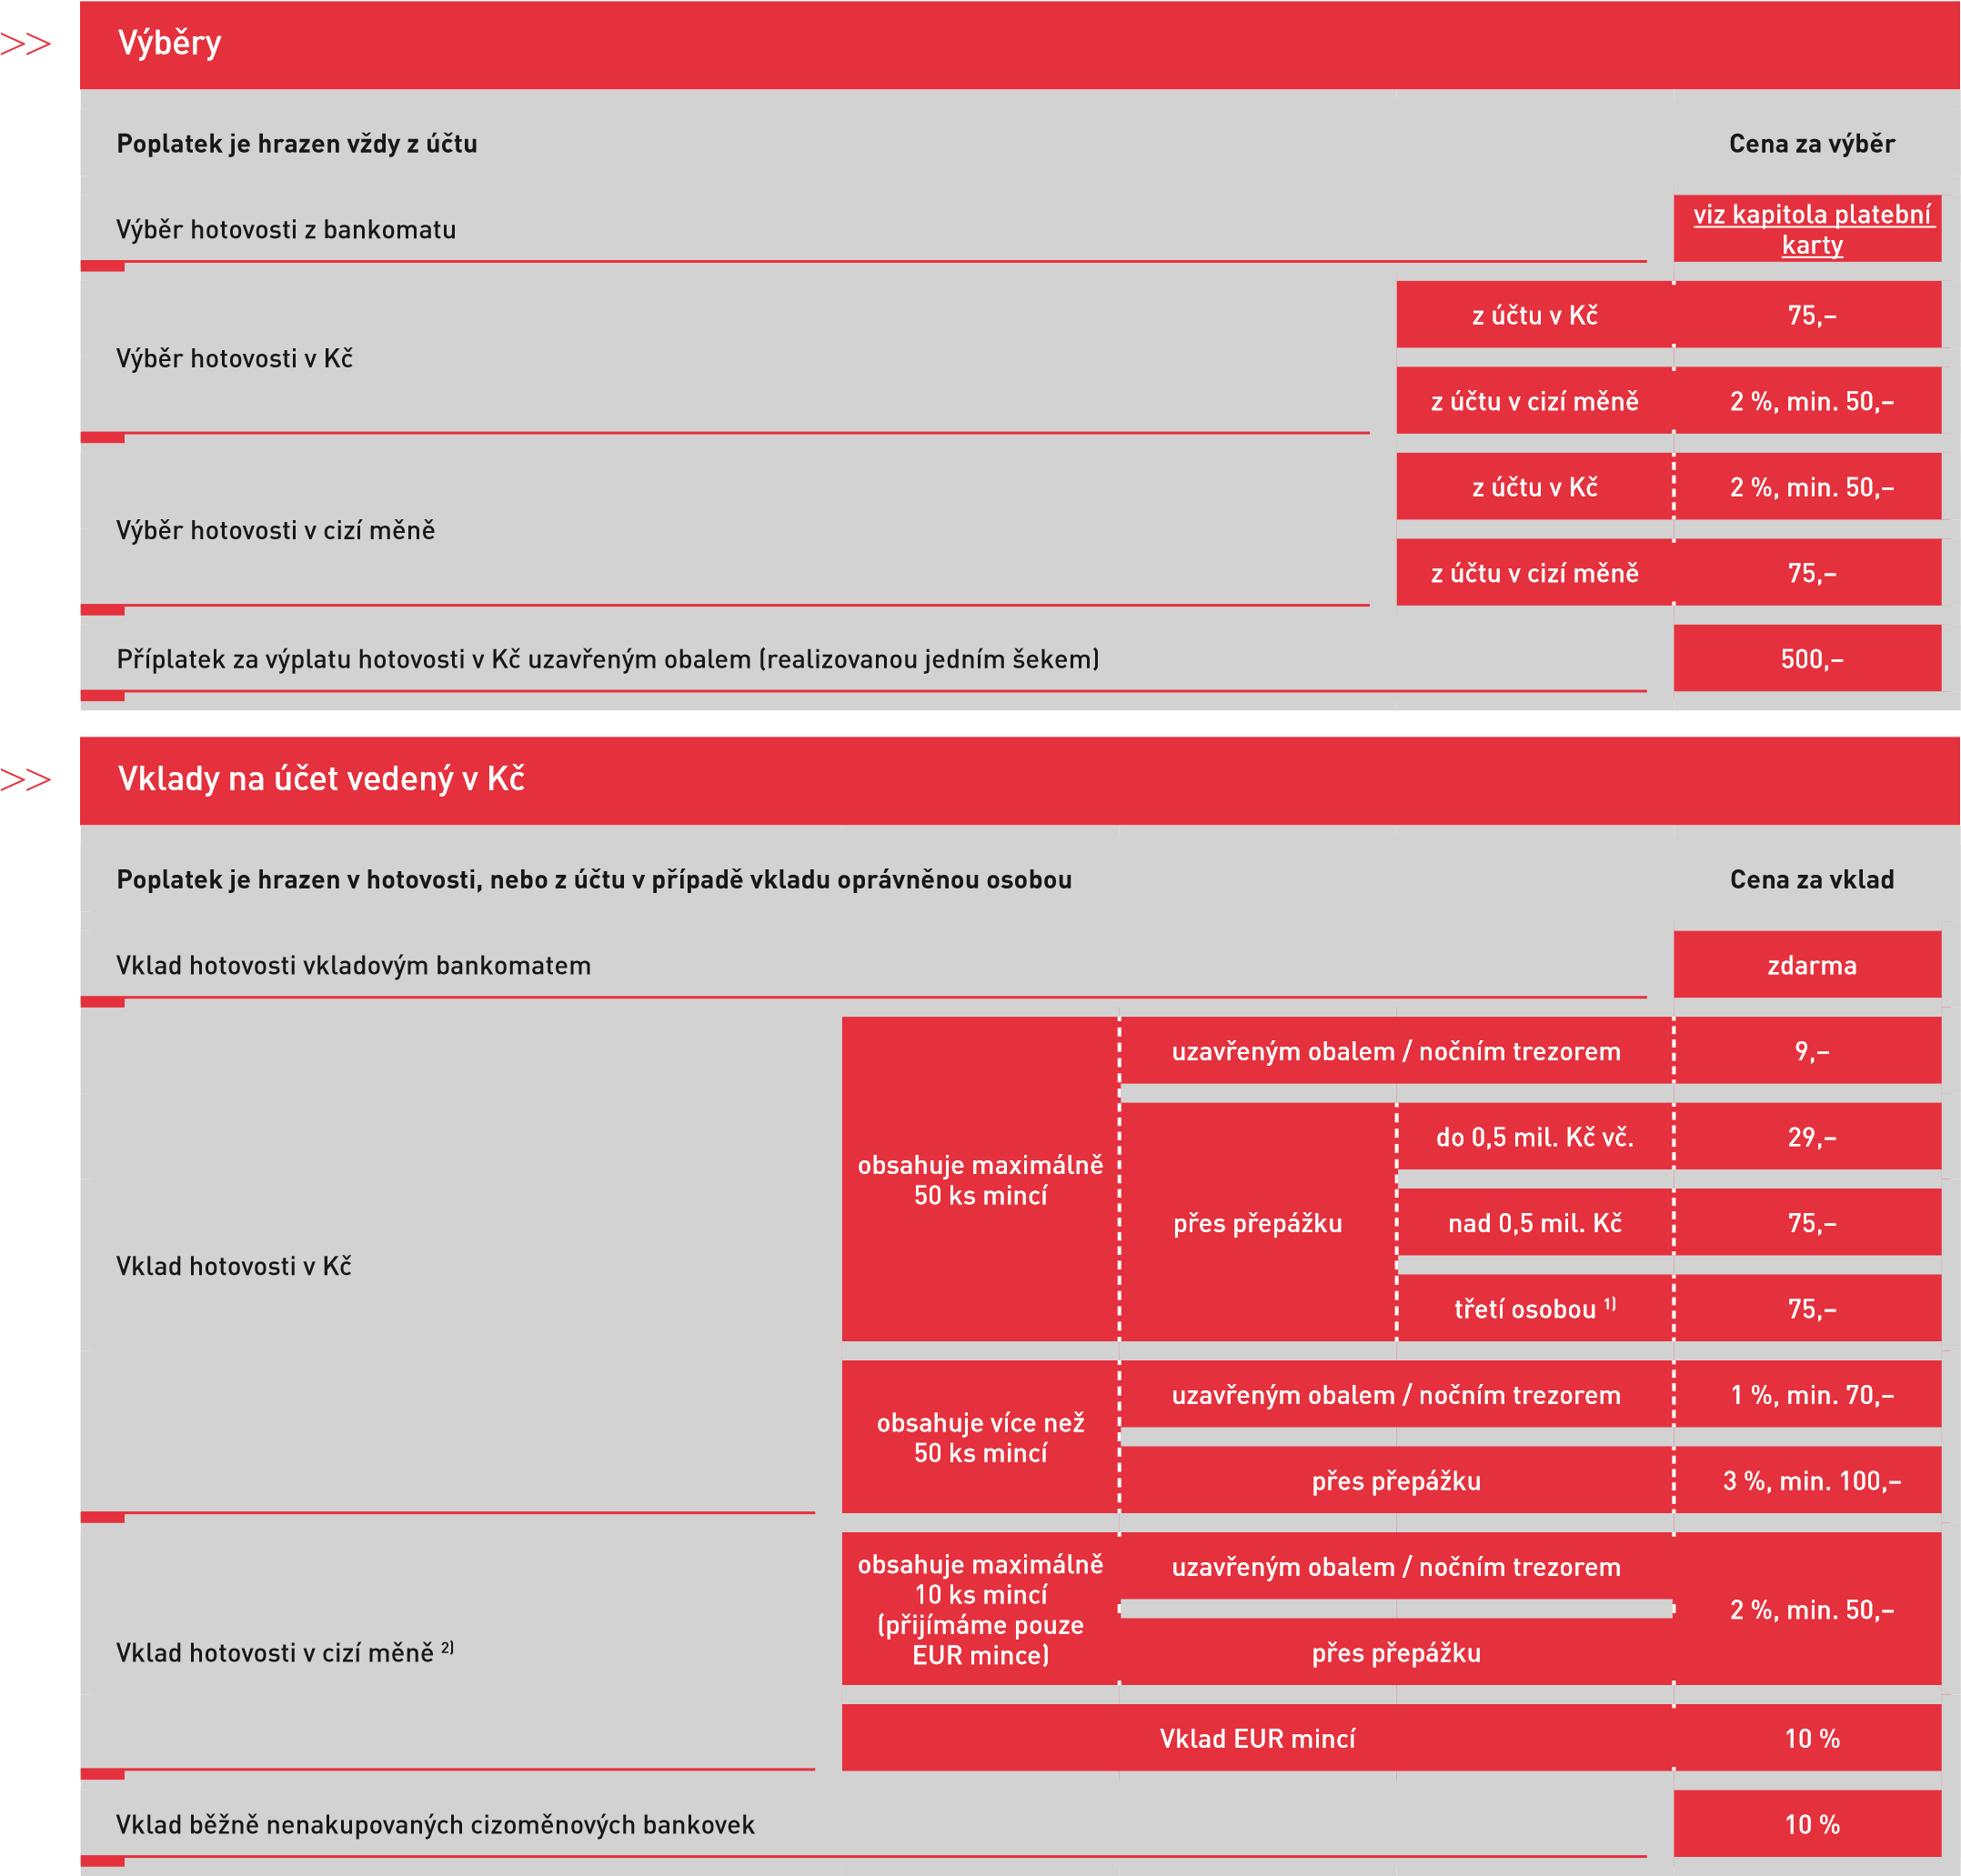 >> Výběry
Poplatek je hrazen vždy z účtu Cena za výběr
Výběr hotovosti z bankomatu viz kapitola platební
karty
z účtu v Kč 75,–
Výběr hotovosti v Kč
z účtu v cizí měně 2 %, min. 50,–
z účtu v Kč 2 %, min. 50,–
Výběr hotovosti v cizí měně
z účtu v cizí měně 75,–
Příplatek za výplatu hotovosti v Kč uzavřeným obalem (realizovanou jedním šekem) 500,–
>> Vklady na účet vedený v Kč
Poplatek je hrazen v hotovosti, nebo z účtu v případě vkladu oprávněnou osobou Cena za vklad
Vklad hotovosti vkladovým bankomatem zdarma
Vklad hotovosti v Kč
obsahuje maximálně
50 ks mincí
uzavřeným obalem / nočním trezorem 9,–
přes přepážku
do 0,5 mil. Kč vč. 29,–
nad 0,5 mil. Kč 75,–
třetí osobou 1) 75,–
obsahuje více než
50 ks mincí
uzavřeným obalem / nočním trezorem 1 %, min. 70,–
přes přepážku 3 %, min. 100,–
Vklad hotovosti v cizí měně 2)
obsahuje maximálně
10 ks mincí
(přijímáme pouze
EUR mince)
uzavřeným obalem / nočním trezorem
přes přepážku
2 %, min. 50,–
Vklad EUR mincí 10 %
Vklad běžně nenakupovaných cizoměnových bankovek 10 %